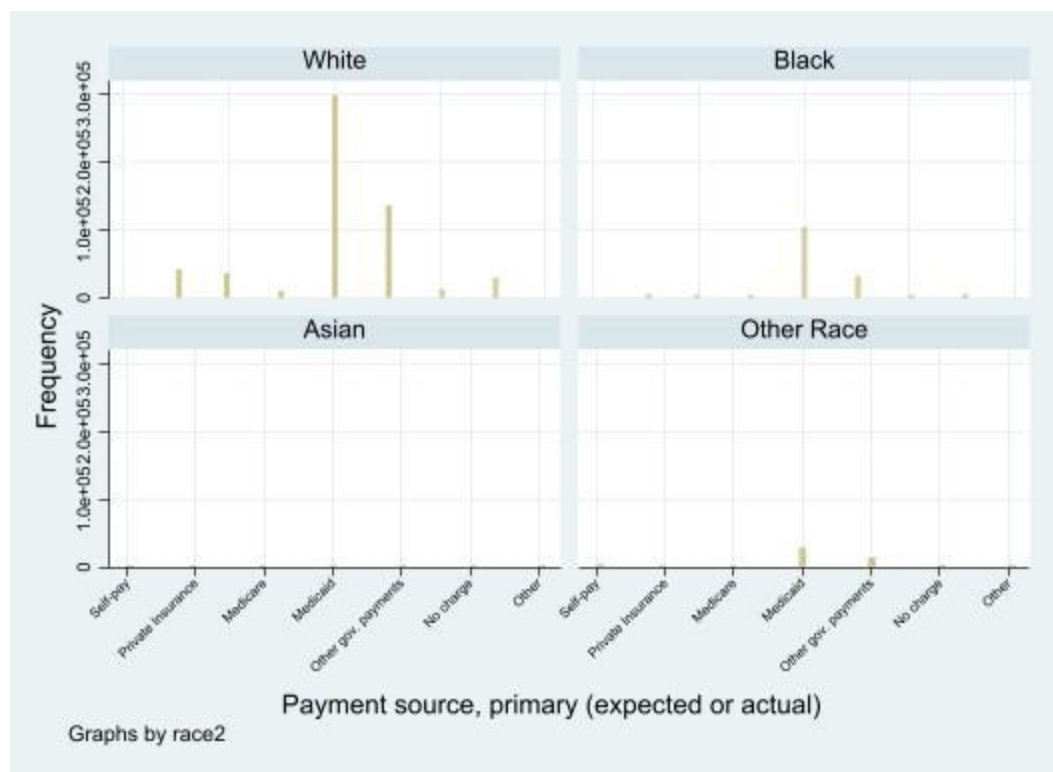 White
Black
0 1.0e+05 2.0e+05 3.0e+05
Asian
Other Race
0 1.0e+05 2.0e+05 3.0e+05
Frequency
Self-pay Private Insurance Medicare Medicaid Other gov. payments No charge Other
Self-pay Private Insurance Medicare Medicaid Other gov. payments No charge Other
Payment source, primary (expected or actual)
Graphs by race2